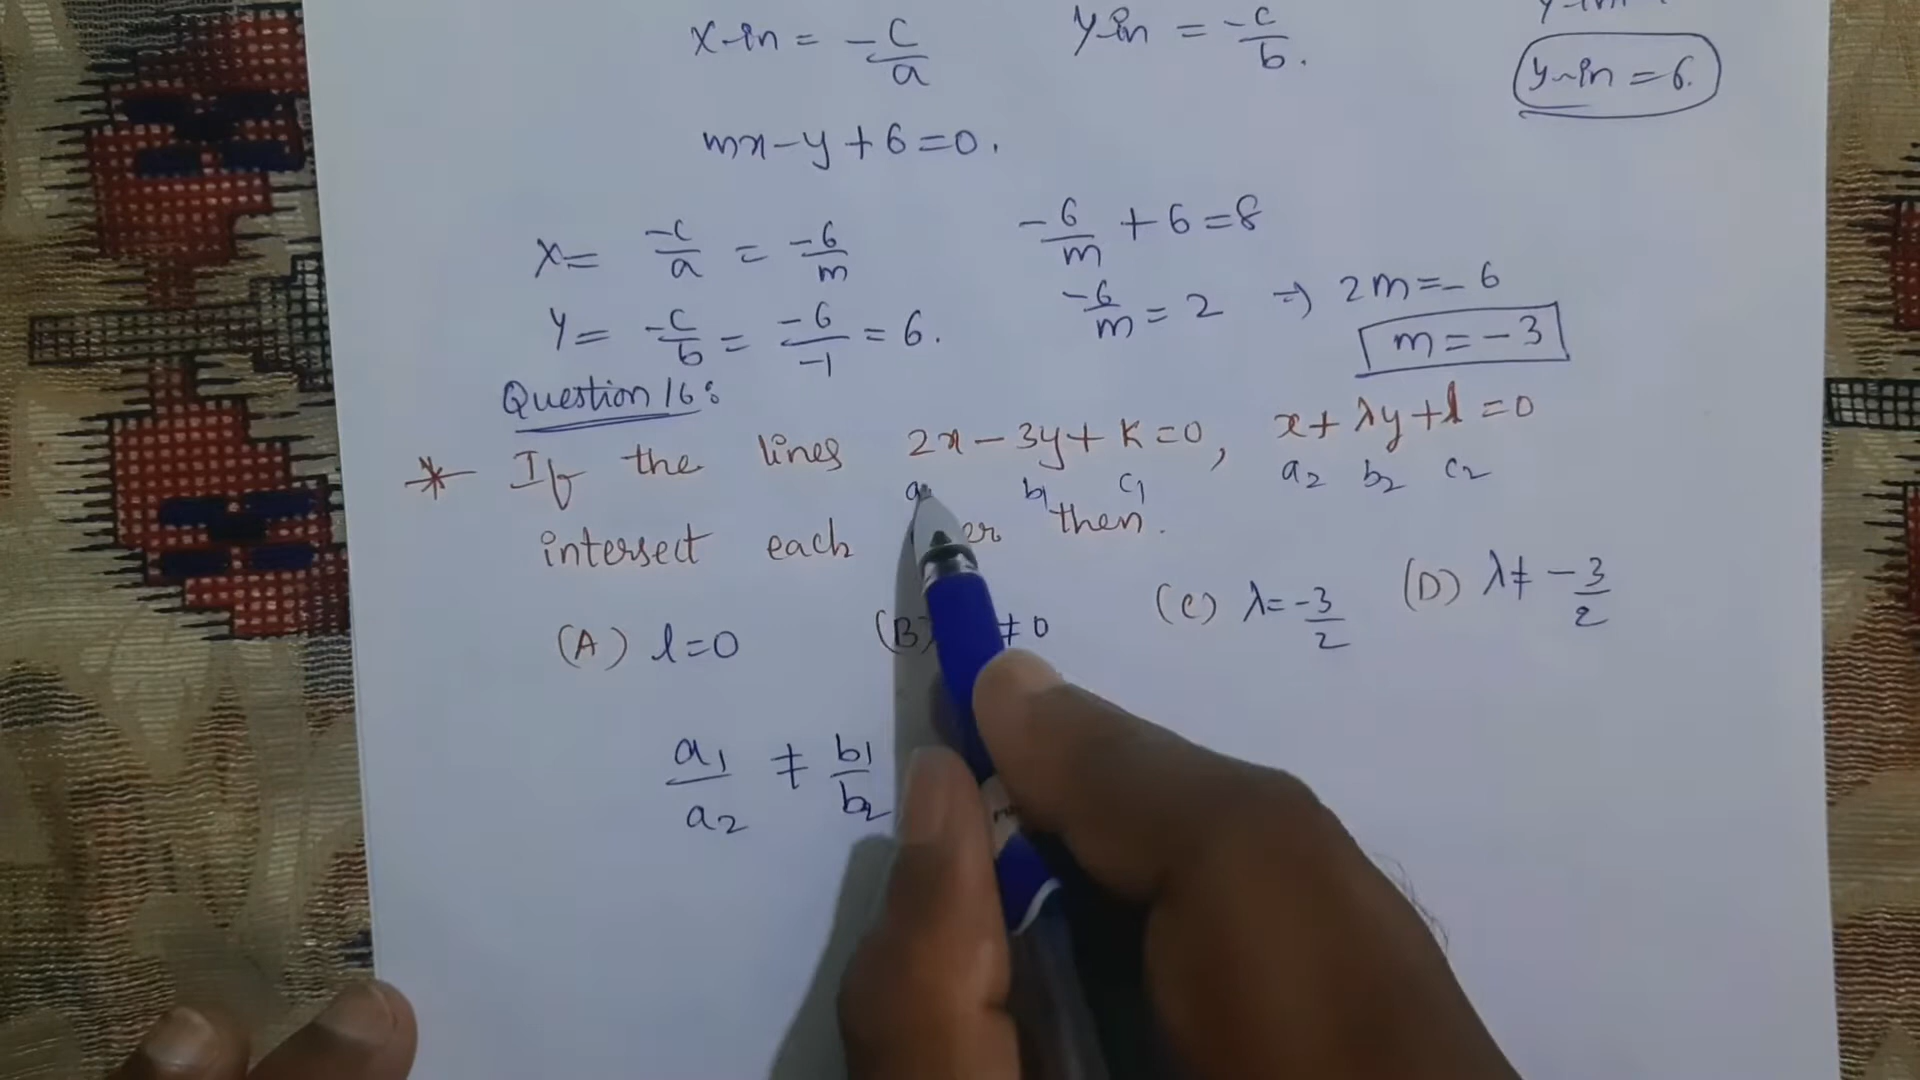 x-in = -c/a y-in = -c/b.
y-in = 6.
mx-y+6=0.
x= -c/a = -6/m -6/m +6=8
-6/m = 2 => 2m=-6
y= -c/b = -6/-1 = 6. m=-3
Question 16:
* If the lines 2x-3y+k=0, x+λy+l=0
b1 c1 a2 b2 c2
intersect each then.
(A) l=0 (B) ≠0 (C) λ=-3/2 (D) λ≠-3/2
a1/a2 ≠ b1/b2